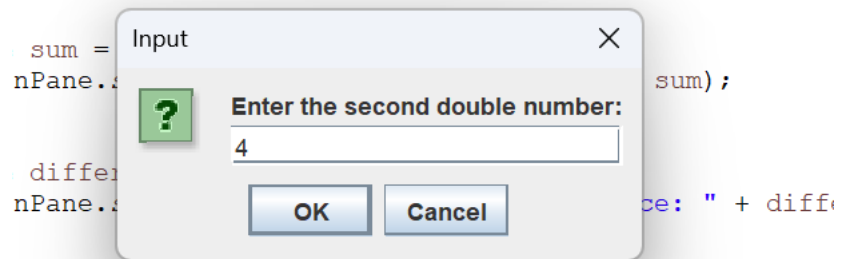 Input
sum =
nPane. sum);
?
Enter the second double number:
4
differ
nPane. ce: " + diffe
OK Cancel